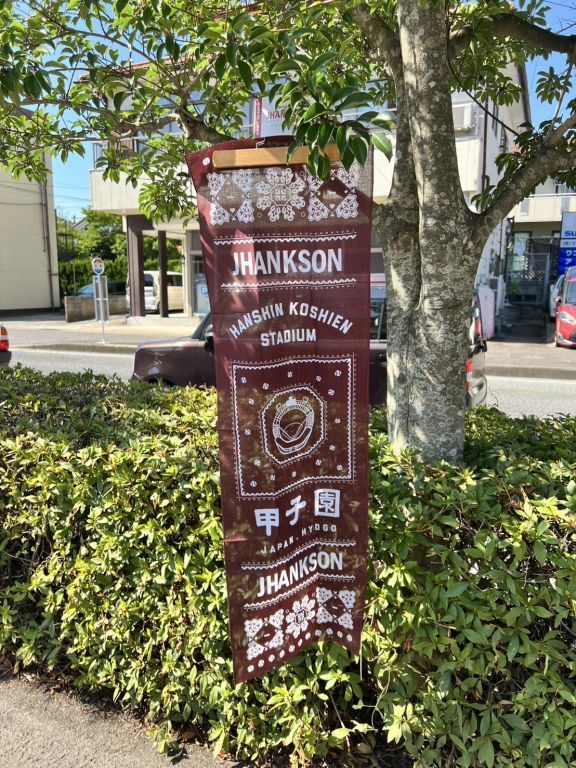 JHANKSON
HANSHIN KOSHIEN
STADIUM
甲子園
JAPAN, HYOGO
JHANKSON